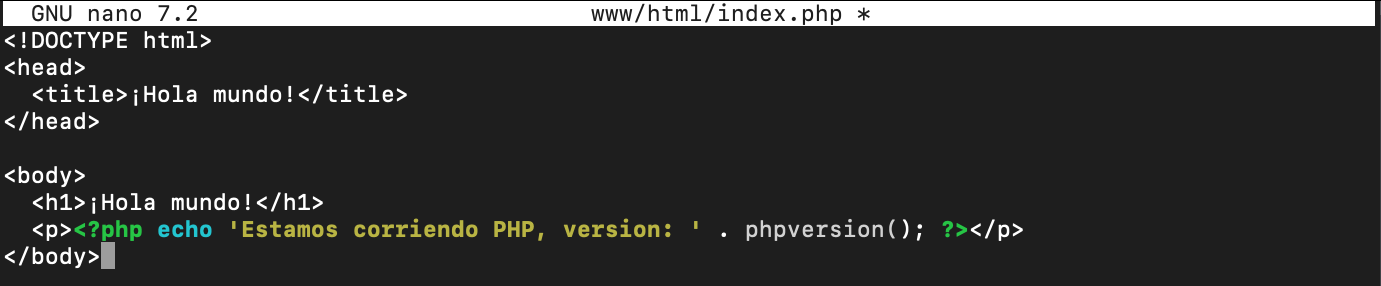 GNU nano 7.2 www/html/index.php *
<!DOCTYPE html>
<head>
  <title>¡Hola mundo!</title>
</head>

<body>
  <h1>¡Hola mundo!</h1>
  <p><?php echo 'Estamos corriendo PHP, version: ' . phpversion(); ?></p>
</body>